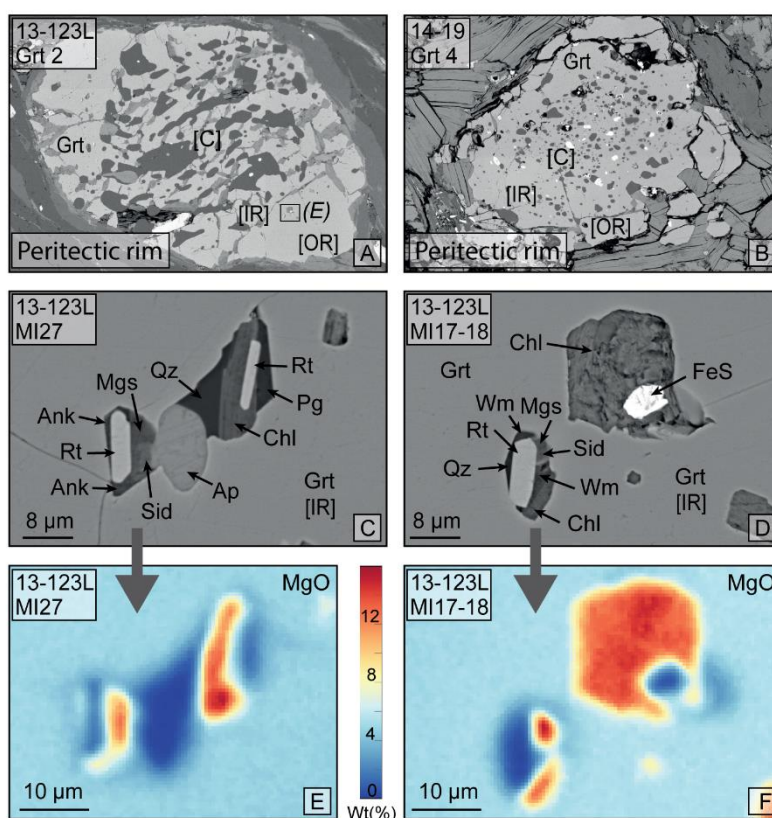 13-123L
Grt 2
Grt
[C]
[IR]
(E)
[OR]
Peritectic rim
A
14-19
Grt 4
Grt
[C]
[IR]
[OR]
Peritectic rim
B
13-123L
MI27
Qz
Mgs
Ank
Rt
Ank
Sid
Ap
Chl
Rt
Pg
Grt
[IR]
8 µm
C
13-123L
MI17-18
Chl
FeS
Grt
Wm
Mgs
Rt
Sid
Qz
Wm
Chl
Grt
[IR]
8 µm
D
13-123L
MI27
MgO
10 µm
E
12
8
4
0
Wt(%)
13-123L
MI17-18
MgO
10 µm
F